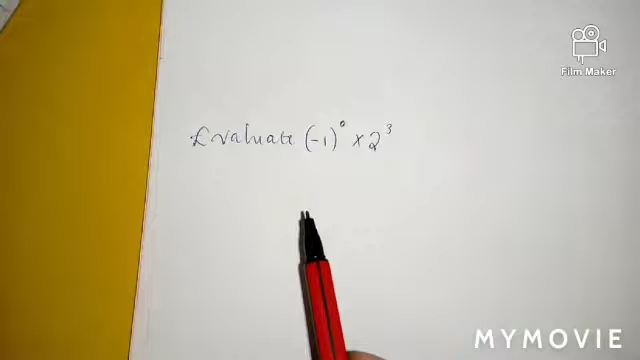 Film Maker
Evaluate (-1)⁰ × 2³
MYMOVIE